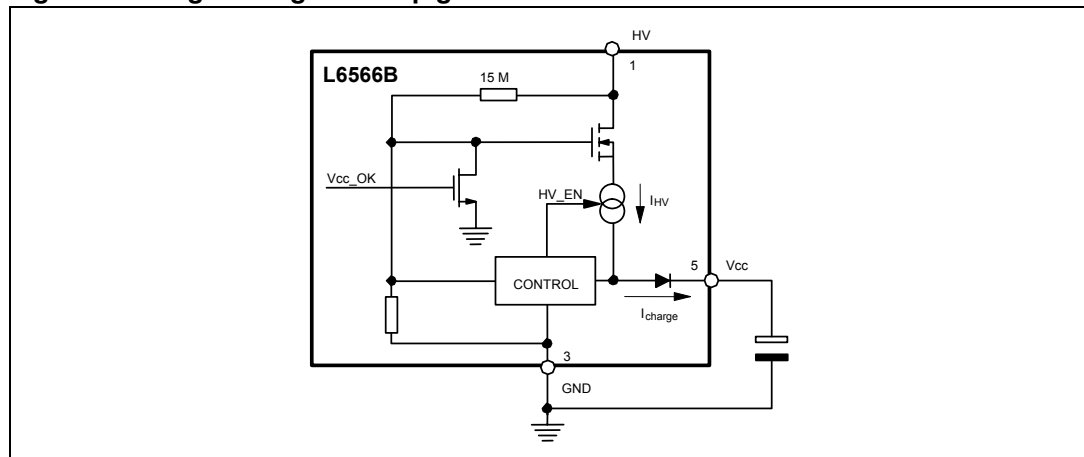 HV
1
L6566B
15 M
Vcc_OK
HV_EN
IHV
CONTROL
5
Vcc
Icharge
3
GND